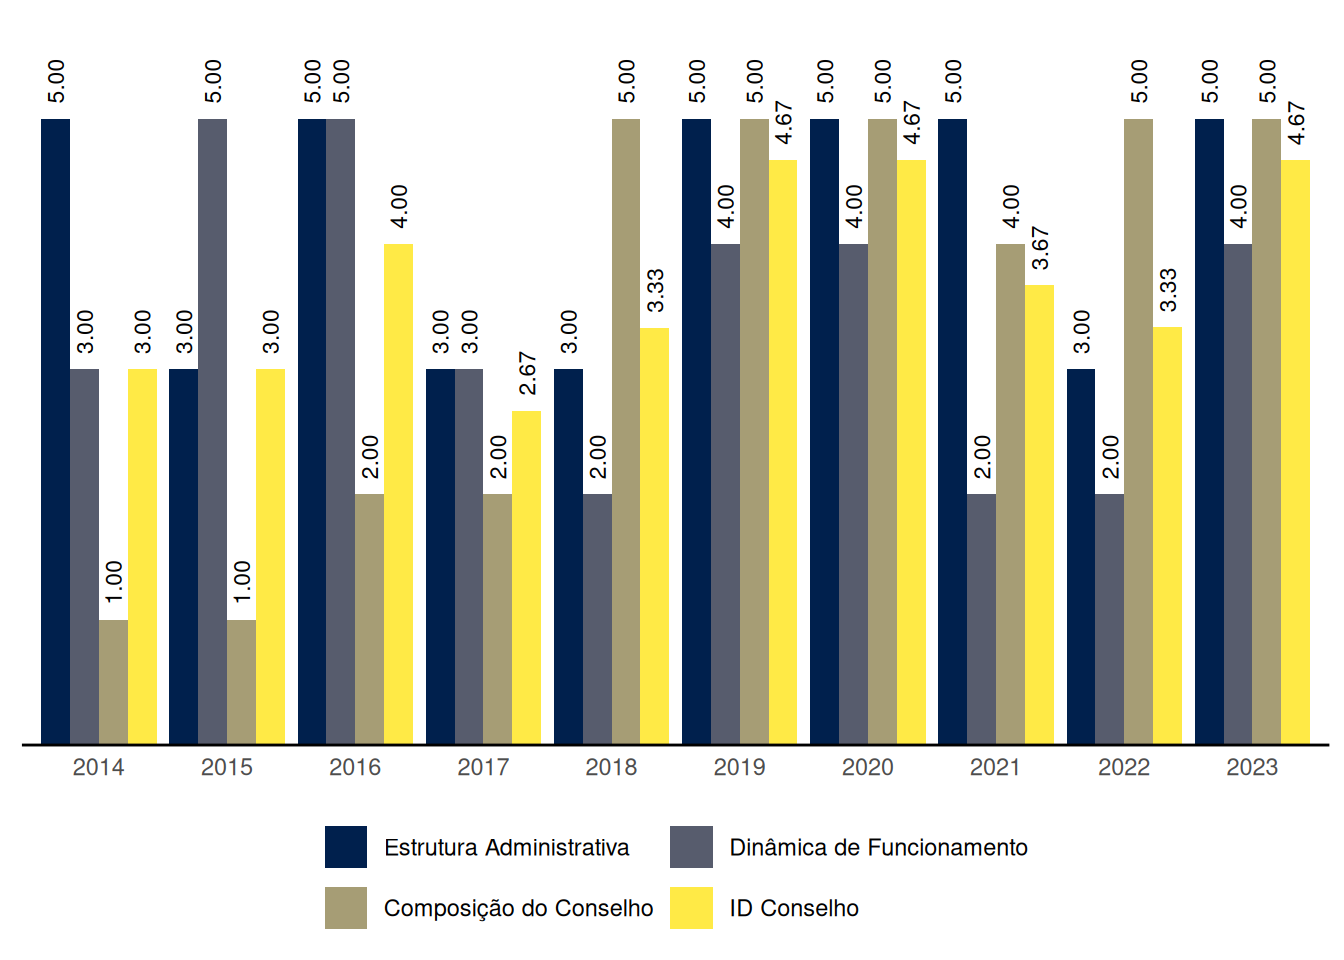 5.00 3.00 1.00 3.00 3.00 5.00 1.00 3.00 5.00 5.00 2.00 4.00 3.00 3.00 2.00 2.67 3.00 2.00 5.00 3.33 5.00 4.00 5.00 4.67 5.00 4.00 5.00 4.67 5.00 2.00 4.00 3.67 3.00 2.00 5.00 3.33 5.00 4.00 5.00 4.67
2014 2015 2016 2017 2018 2019 2020 2021 2022 2023
Estrutura Administrativa Dinâmica de Funcionamento
Composição do Conselho ID Conselho